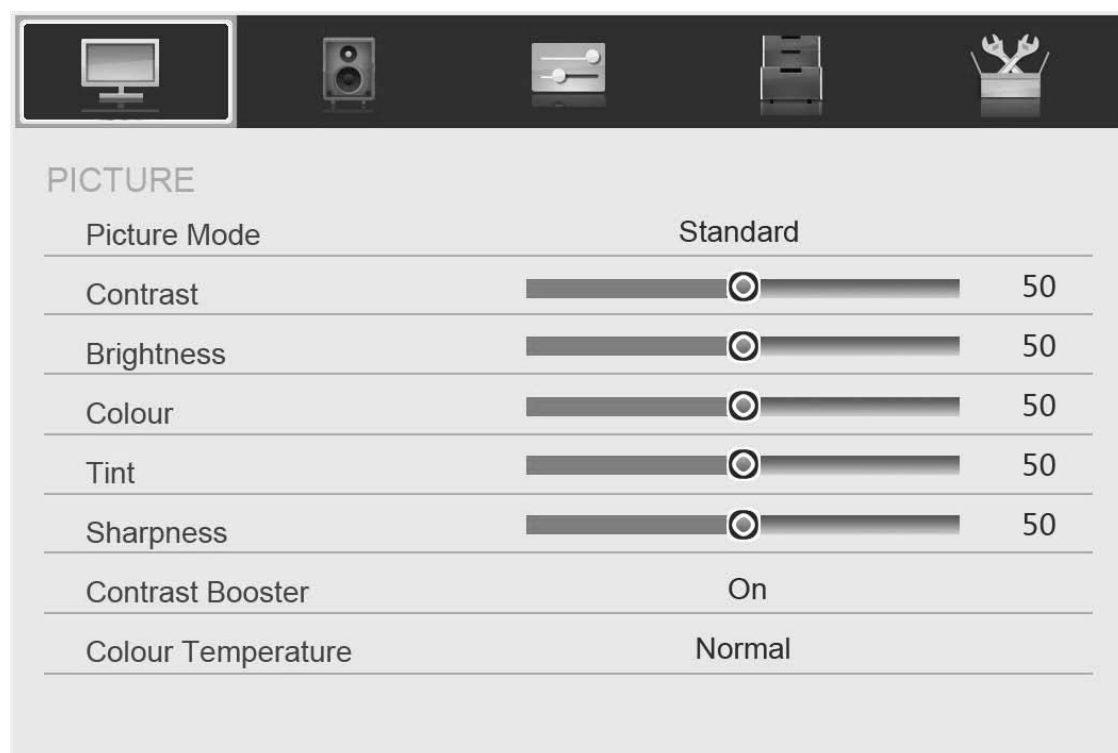 PICTURE
Picture Mode Standard
Contrast 50
Brightness 50
Colour 50
Tint 50
Sharpness 50
Contrast Booster On
Colour Temperature Normal